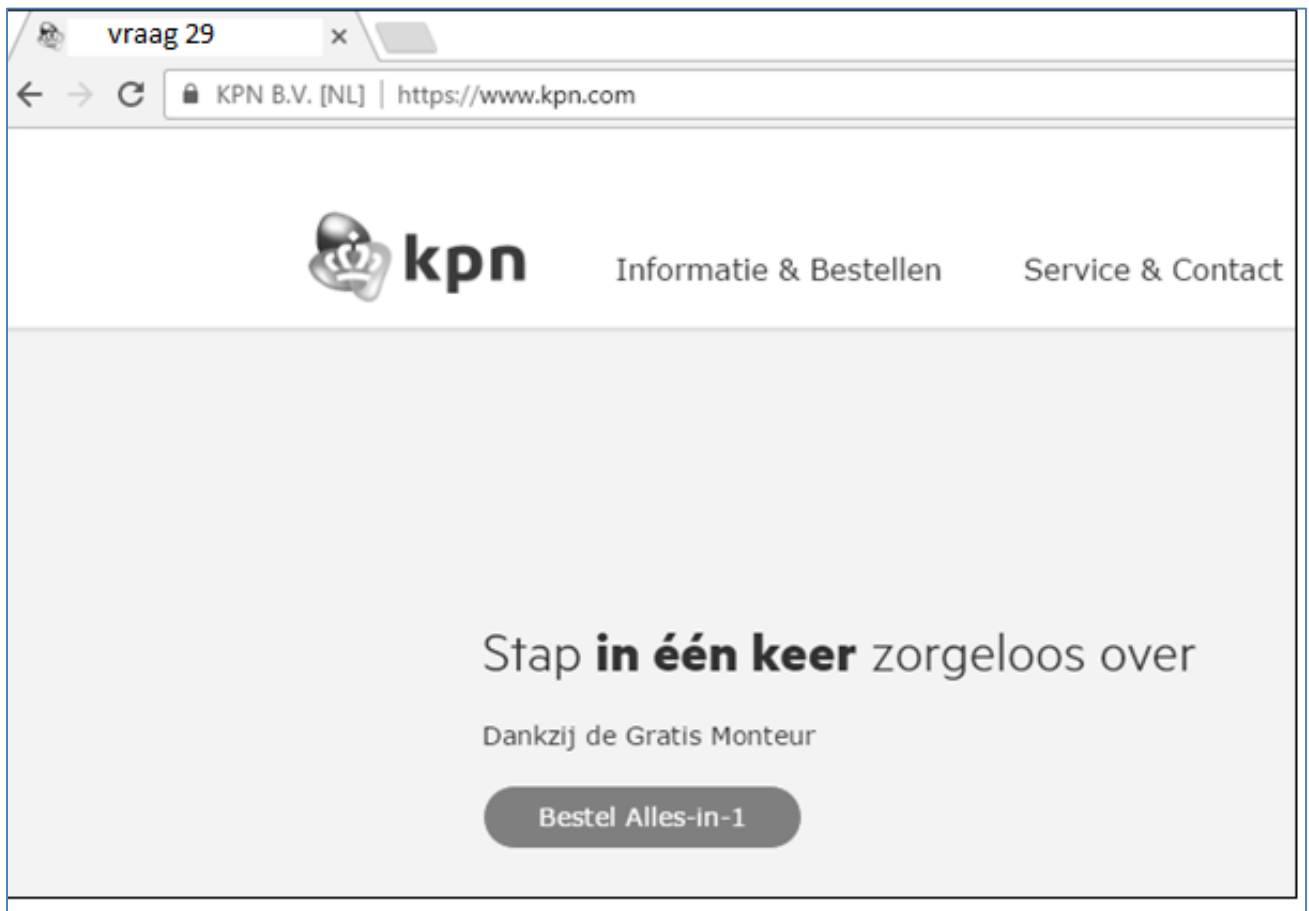 vraag 29
KPN B.V. [NL] | https://www.kpn.com
kpn Informatie & Bestellen Service & Contact
Stap in één keer zorgeloos over
Dankzij de Gratis Monteur
Bestel Alles-in-1